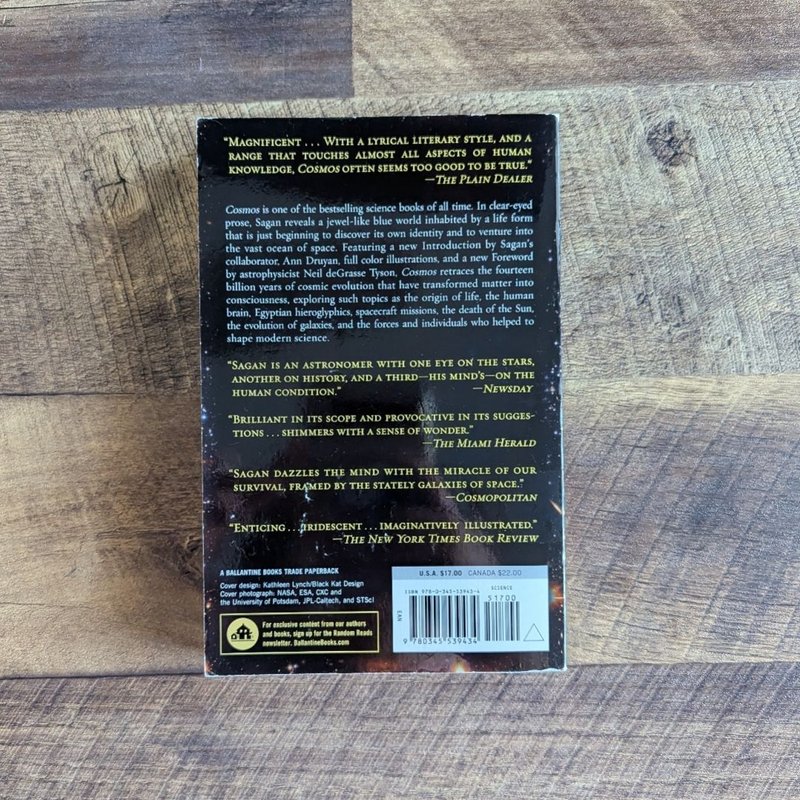 “Magnificent . . . With a lyrical literary style, and a
range that touches almost all aspects of human
knowledge, Cosmos often seems too good to be true.”
—The Plain Dealer
Cosmos is one of the bestselling science books of all time. In clear-eyed
prose, Sagan reveals a jewel-like blue world inhabited by a life form
that is just beginning to discover its own identity and to venture into
the vast ocean of space. Featuring a new Introduction by Sagan’s
collaborator, Ann Druyan, full color illustrations, and a new Foreword
by astrophysicist Neil deGrasse Tyson, Cosmos retraces the fourteen
billion years of cosmic evolution that have transformed matter into
consciousness, exploring such topics as the origin of life, the human
brain, Egyptian hieroglyphics, spacecraft missions, the death of the Sun,
the evolution of galaxies, and the forces and individuals who helped to
shape modern science.
“Sagan is an astronomer with one eye on the stars,
another on history, and a third—his mind’s—on the
human condition.” —Newsday
“Brilliant in its scope and provocative in its sugges-
tions . . . shimmers with a sense of wonder.”
—The Miami Herald
“Sagan dazzles the mind with the miracle of our
survival, framed by the stately galaxies of space.”
—Cosmopolitan
“Enticing . . . iridescent . . . imaginatively illustrated.”
—The New York Times Book Review
A BALLANTINE BOOKS TRADE PAPERBACK
Cover design: Kathleen Lynch/Black Kat Design
Cover photograph: NASA, ESA, CXC and
the University of Potsdam, JPL-Caltech, and STScI
For exclusive content from our authors
and books, sign up for the Random Reads
newsletter. BallantineBooks.com
U.S.A. $17.00 CANADA $22.00
SCIENCE
ISBN 978-0-345-53943-4
51700
EAN
9 780345 539434